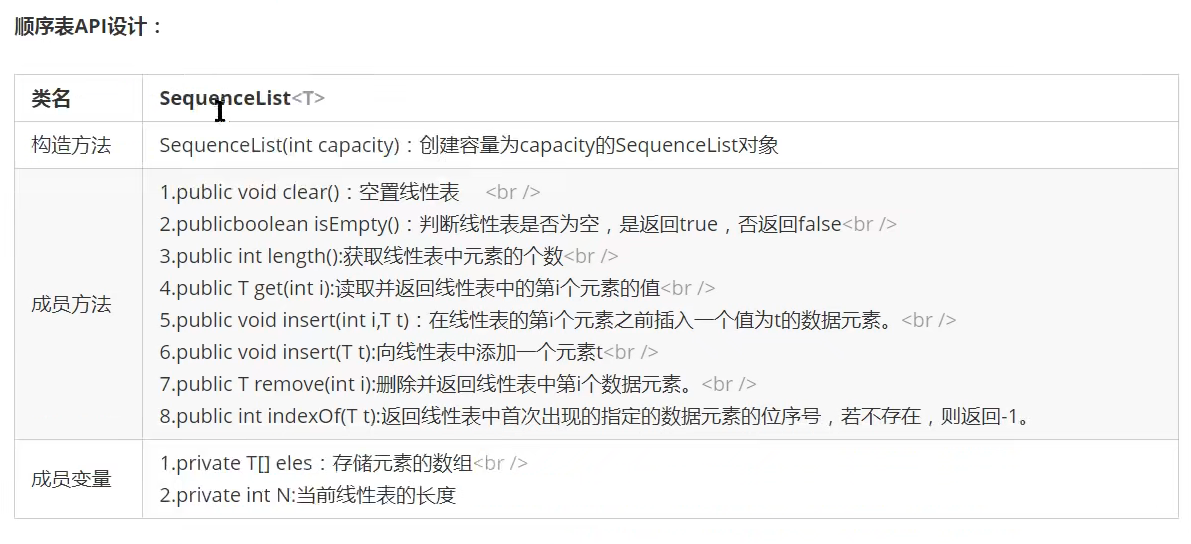 顺序表API设计：
类名 SequenceList<T>
构造方法 SequenceList(int capacity)：创建容量为capacity的SequenceList对象
成员方法
1.public void clear()：空置线性表 <br />
2.publicboolean isEmpty()：判断线性表是否为空，是返回true，否返回false<br />
3.public int length():获取线性表中元素的个数<br />
4.public T get(int i):读取并返回线性表中的第i个元素的值<br />
5.public void insert(int i,T t)：在线性表的第i个元素之前插入一个值为t的数据元素。<br />
6.public void insert(T t):向线性表中添加一个元素t<br />
7.public T remove(int i):删除并返回线性表中第i个数据元素。<br />
8.public int indexOf(T t):返回线性表中首次出现的指定的数据元素的位序号，若不存在，则返回-1。
成员变量
1.private T[] eles：存储元素的数组<br />
2.private int N:当前线性表的长度